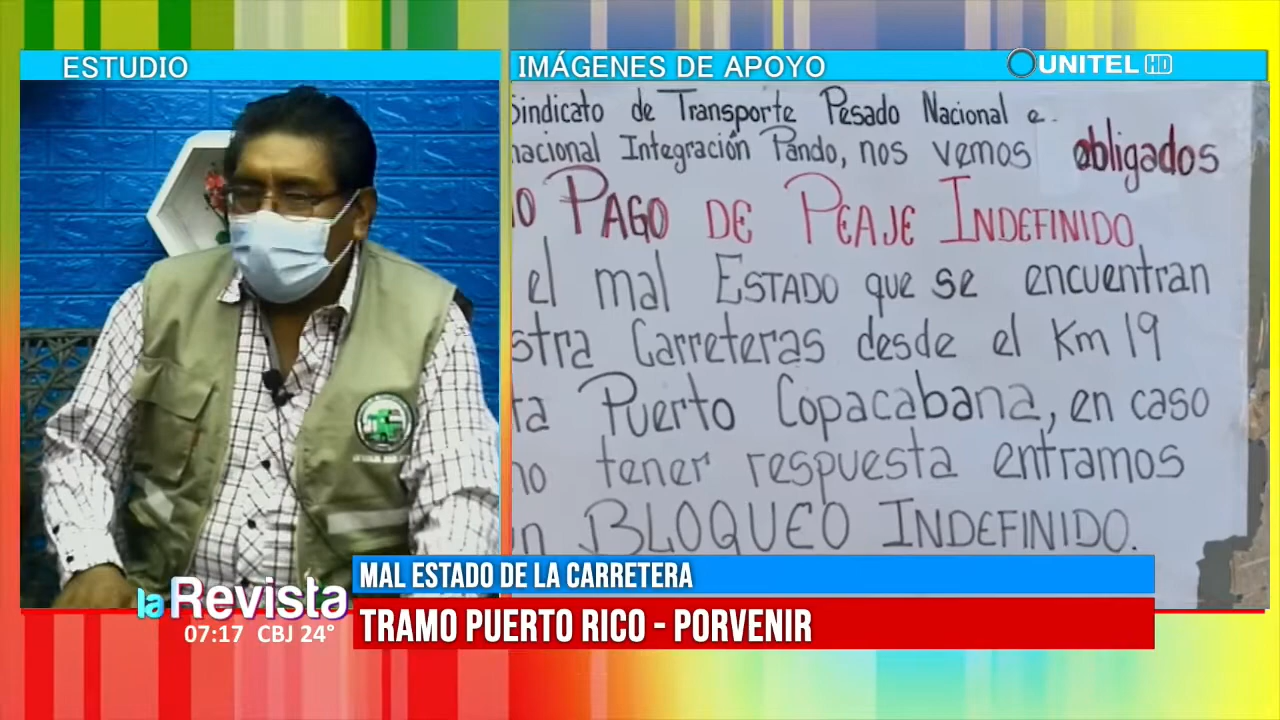 ESTUDIO
IMÁGENES DE APOYO
UNITEL HD
Sindicato de Transporte Pesado Nacional e
nacional Integración Pando, nos vemos obligados
NO PAGO DE PEAJE INDEFINIDO
el mal ESTADO que se encuentran
stra Carreteras desde el Km 19
ta Puerto Copacabana, en caso
no tener respuesta entramos
un BLOQUEO INDEFINIDO.
MAL ESTADO DE LA CARRETERA
la Revista
TRAMO PUERTO RICO - PORVENIR
07:17 CBJ 24°